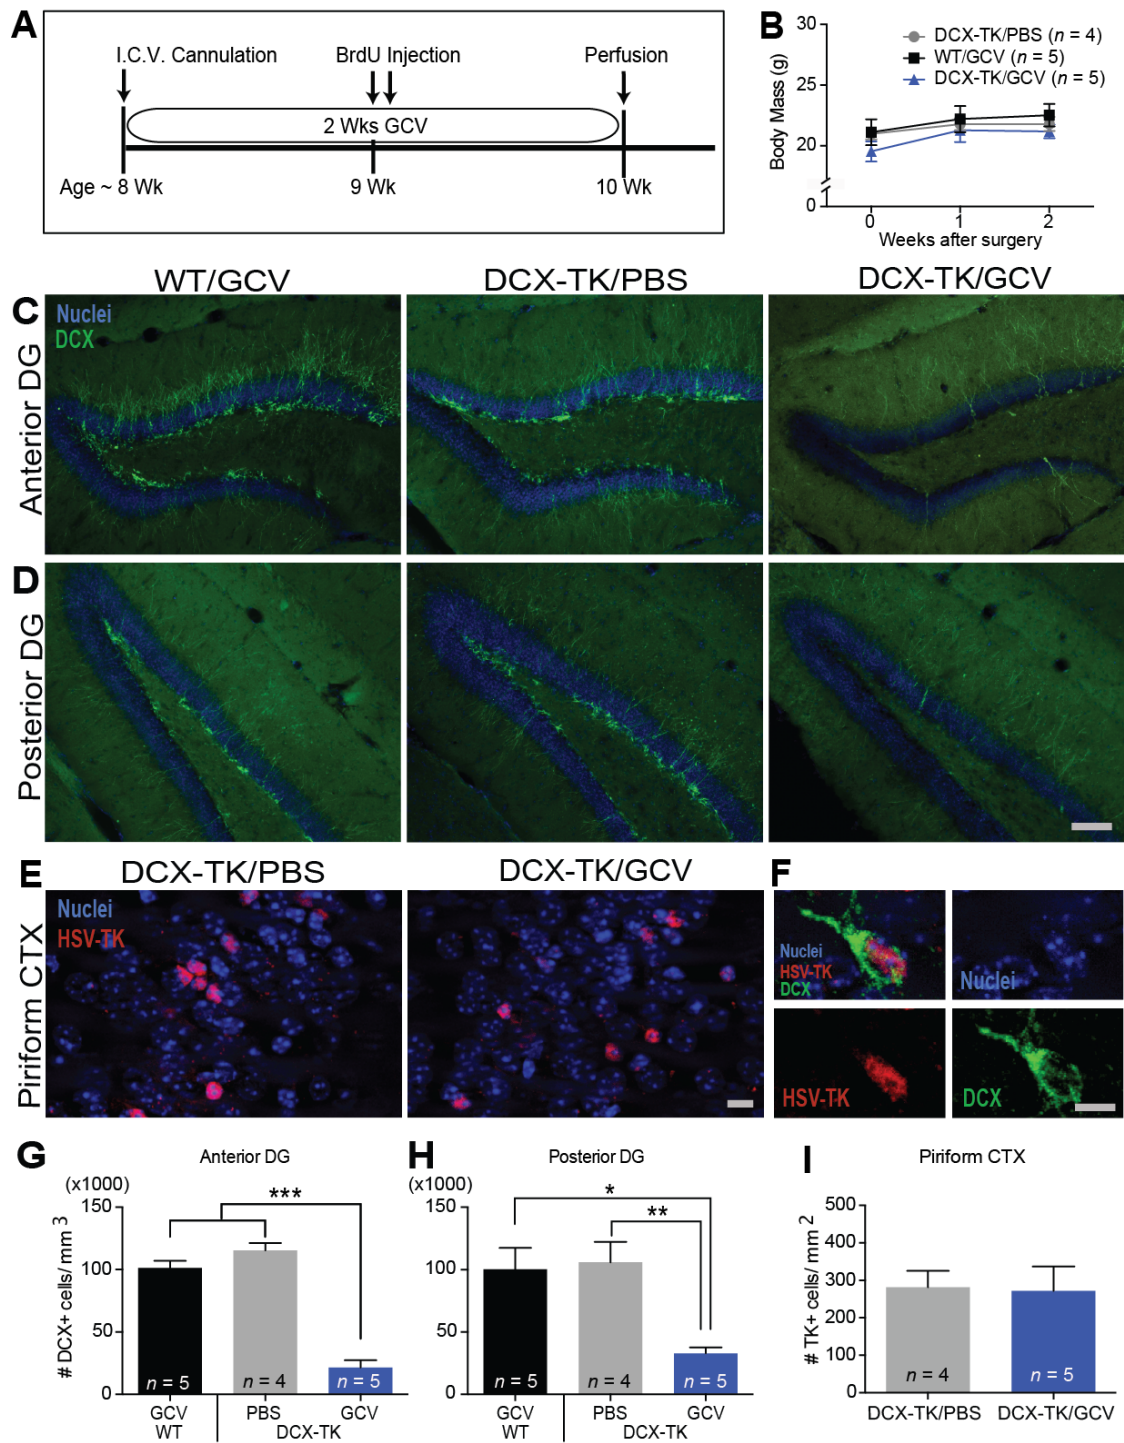 A
I.C.V. Cannulation
BrdU Injection
Perfusion
2 Wks GCV
Age ~ 8 Wk
9 Wk
10 Wk
B
DCX-TK/PBS (n = 4)
WT/GCV (n = 5)
DCX-TK/GCV (n = 5)
Body Mass (g)
30
25
20
0
0 1 2
Weeks after surgery
WT/GCV
DCX-TK/PBS
DCX-TK/GCV
C
Anterior DG
Nuclei
DCX
D
Posterior DG
E
DCX-TK/PBS
DCX-TK/GCV
Piriform CTX
Nuclei
HSV-TK
F
Nuclei
HSV-TK
DCX
Nuclei
HSV-TK
DCX
G
Anterior DG
(x1000)
# DCX+ cells/ mm 3
150
100
50
0
***
n = 5
n = 4
n = 5
GCV PBS GCV
WT DCX-TK
H
Posterior DG
(x1000)
150
100
50
0
*
**
n = 5
n = 4
n = 5
GCV PBS GCV
WT DCX-TK
I
Piriform CTX
# TK+ cells/ mm 2
500
400
300
200
100
0
n = 4
n = 5
DCX-TK/PBS DCX-TK/GCV